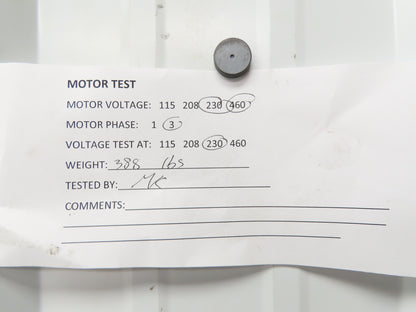 MOTOR TEST
MOTOR VOLTAGE: 115 208 230 460
MOTOR PHASE: 1 3
VOLTAGE TEST AT: 115 208 230 460
WEIGHT: 388 lbs
TESTED BY: MK
COMMENTS: